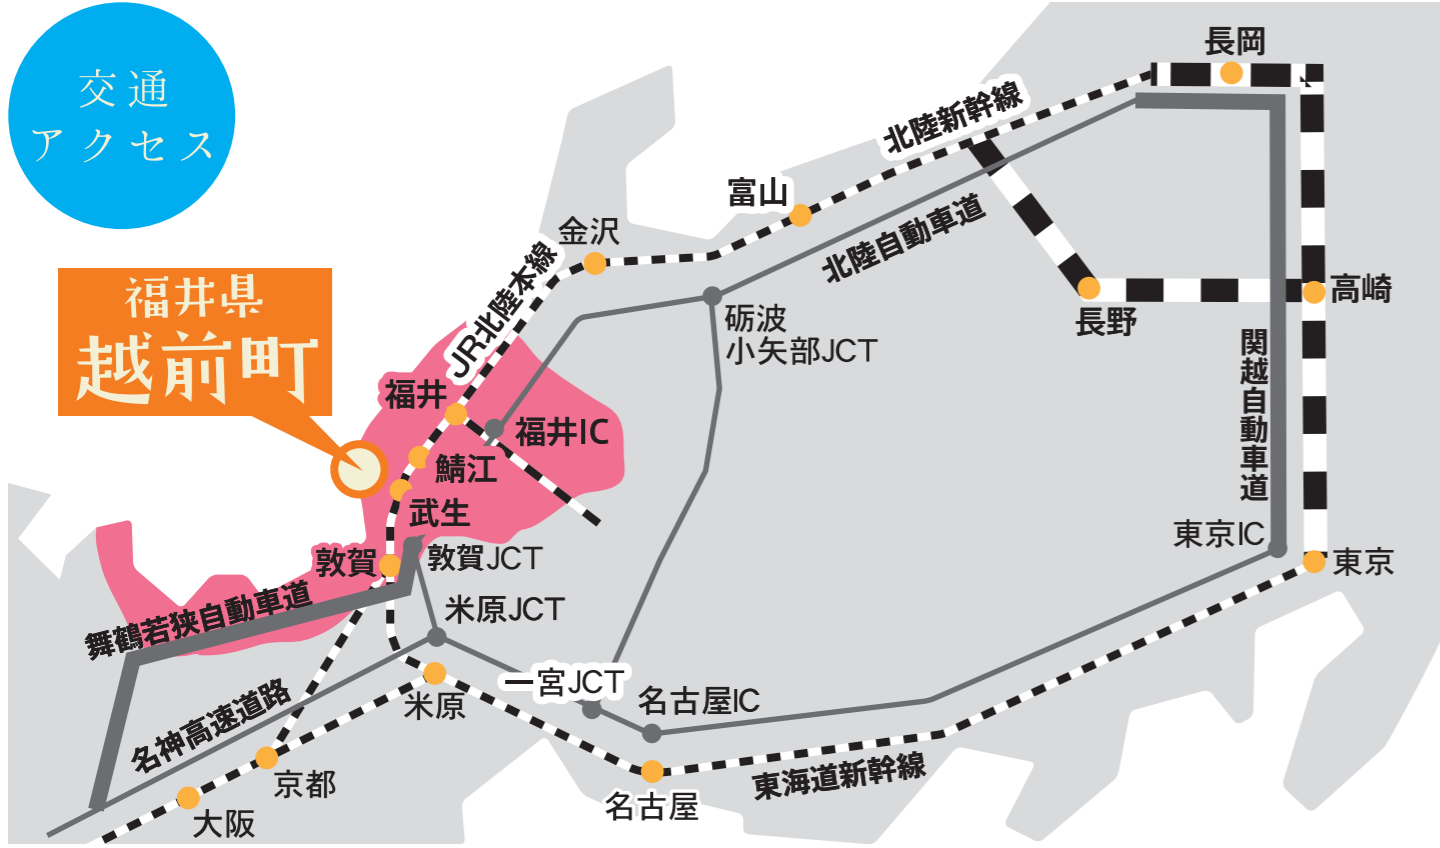 交通
アクセス
福井県
越前町
長岡
北陸新幹線
富山
金沢
北陸自動車道
JR北陸本線
長野
高崎
砺波
小矢部JCT
関越自動車道
福井
福井IC
鯖江
武生
敦賀
敦賀JCT
東京IC
東京
舞鶴若狭自動車道
米原JCT
名神高速道路
米原
一宮JCT
名古屋IC
京都
大阪
名古屋
東海道新幹線